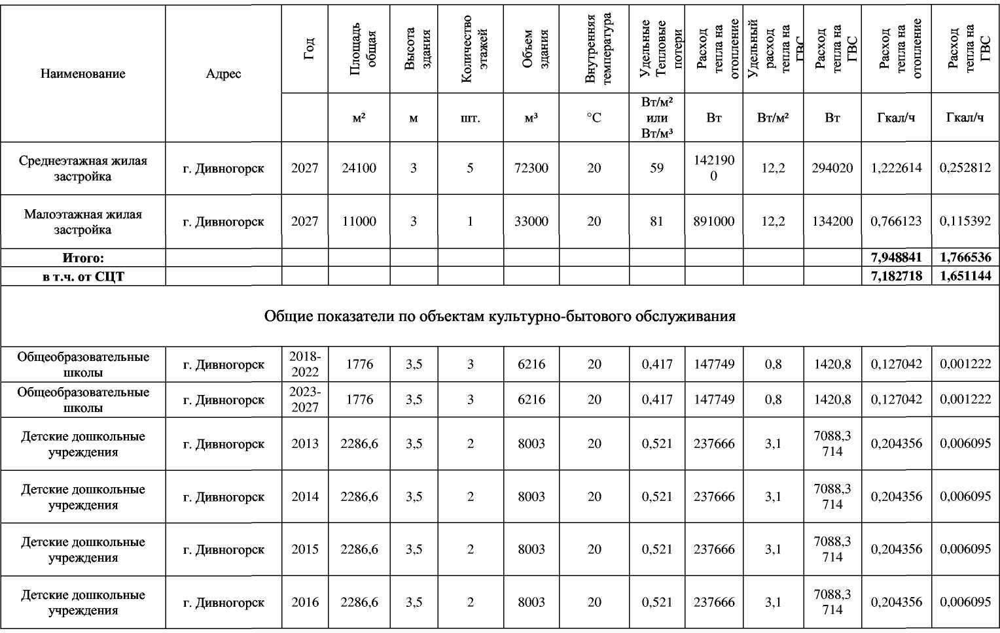 Наименование
Адрес
Год
Площадь
общая
Высота
здания
Количество
этажей
Объем
здания
Внутренняя
температура
Удельные
Тепловые
потери
Расход
тепла на
отопление
Удельный
расход
тепла на
ГВС
Расход
тепла на
ГВС
Расход
тепла на
отопление
Расход
тепла на
ГВС
м² м шт. м³ °С Вт/м² или Вт/м³ Вт Вт/м² Вт Гкал/ч Гкал/ч
Среднеэтажная жилая
застройка
г. Дивногорск 2027 24100 3 5 72300 20 59 142190
0
12,2 294020 1,222614 0,252812
Малоэтажная жилая
застройка
г. Дивногорск 2027 11000 3 1 33000 20 81 891000 12,2 134200 0,766123 0,115392
Итого: 7,948841 1,766536
в т.ч. от СЦТ 7,182718 1,651144
Общие показатели по объектам культурно-бытового обслуживания
Общеобразовательные
школы
г. Дивногорск 2018-
2022
1776 3,5 3 6216 20 0,417 147749 0,8 1420,8 0,127042 0,001222
Общеобразовательные
школы
г. Дивногорск 2023-
2027
1776 3,5 3 6216 20 0,417 147749 0,8 1420,8 0,127042 0,001222
Детские дошкольные
учреждения
г. Дивногорск 2013 2286,6 3,5 2 8003 20 0,521 237666 3,1 7088,3
714
0,204356 0,006095
Детские дошкольные
учреждения
г. Дивногорск 2014 2286,6 3,5 2 8003 20 0,521 237666 3,1 7088,3
714
0,204356 0,006095
Детские дошкольные
учреждения
г. Дивногорск 2015 2286,6 3,5 2 8003 20 0,521 237666 3,1 7088,3
714
0,204356 0,006095
Детские дошкольные
учреждения
г. Дивногорск 2016 2286,6 3,5 2 8003 20 0,521 237666 3,1 7088,3
714
0,204356 0,006095